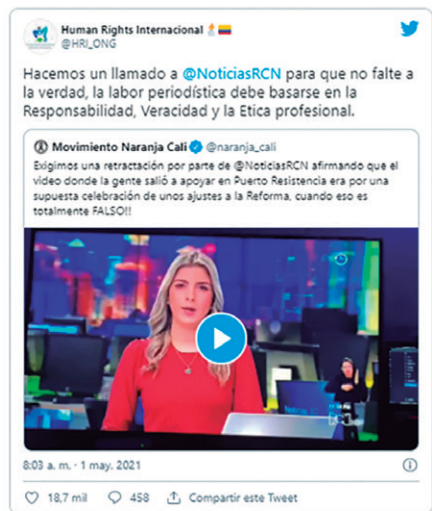 Human Rights Internacional
@HRI_ONG
Hacemos un llamado a @NoticiasRCN para que no falte a
la verdad, la labor periodística debe basarse en la
Responsabilidad, Veracidad y la Etica profesional.
Movimiento Naranja Cali @naranja_cali
Exigimos una retractación por parte de @NoticiasRCN afirmando que el
video donde la gente salió a apoyar en Puerto Resistencia era por una
supuesta celebración de unos ajustes a la Reforma, cuando eso es
totalmente FALSO!!
8:03 a. m. · 1 may. 2021
18,7 mil 458 Compartir este Tweet